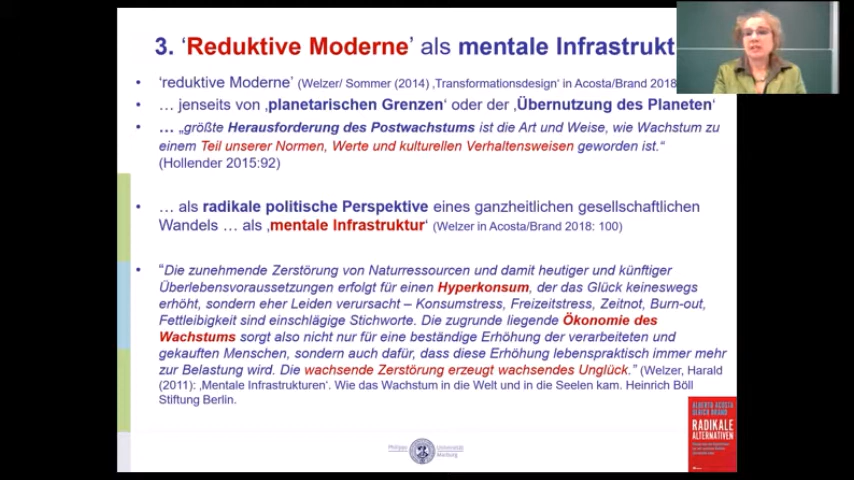 3. ‘Reduktive Moderne’ als mentale Infrastrukt
• ‘reduktive Moderne’ (Welzer/ Sommer (2014) ‚Transformationsdesign‘ in Acosta/Brand 2018
• … jenseits von ‚planetarischen Grenzen‘ oder der ‚Übernutzung des Planeten‘
• … „größte Herausforderung des Postwachstums ist die Art und Weise, wie Wachstum zu
einem Teil unserer Normen, Werte und kulturellen Verhaltensweisen geworden ist.“
(Hollender 2015:92)
• … als radikale politische Perspektive eines ganzheitlichen gesellschaftlichen
Wandels … als ‚mentale Infrastruktur‘ (Welzer in Acosta/Brand 2018: 100)
• “Die zunehmende Zerstörung von Naturressourcen und damit heutiger und künftiger
Überlebensvoraussetzungen erfolgt für einen Hyperkonsum, der das Glück keineswegs
erhöht, sondern eher Leiden verursacht – Konsumstress, Freizeitstress, Zeitnot, Burn-out,
Fettleibigkeit sind einschlägige Stichworte. Die zugrunde liegende Ökonomie des
Wachstums sorgt also nicht nur für eine beständige Erhöhung der verarbeiteten und
gekauften Menschen, sondern auch dafür, dass diese Erhöhung lebenspraktisch immer mehr
zur Belastung wird. Die wachsende Zerstörung erzeugt wachsendes Unglück.” (Welzer, Harald
(2011): ‚Mentale Infrastrukturen‘. Wie das Wachstum in die Welt und in die Seelen kam. Heinrich Böll
Stiftung Berlin.
ALBERTO ACOSTA
ULRICH BRAND
RADIKALE
ALTERNATIVEN
Philipps Universität
Marburg